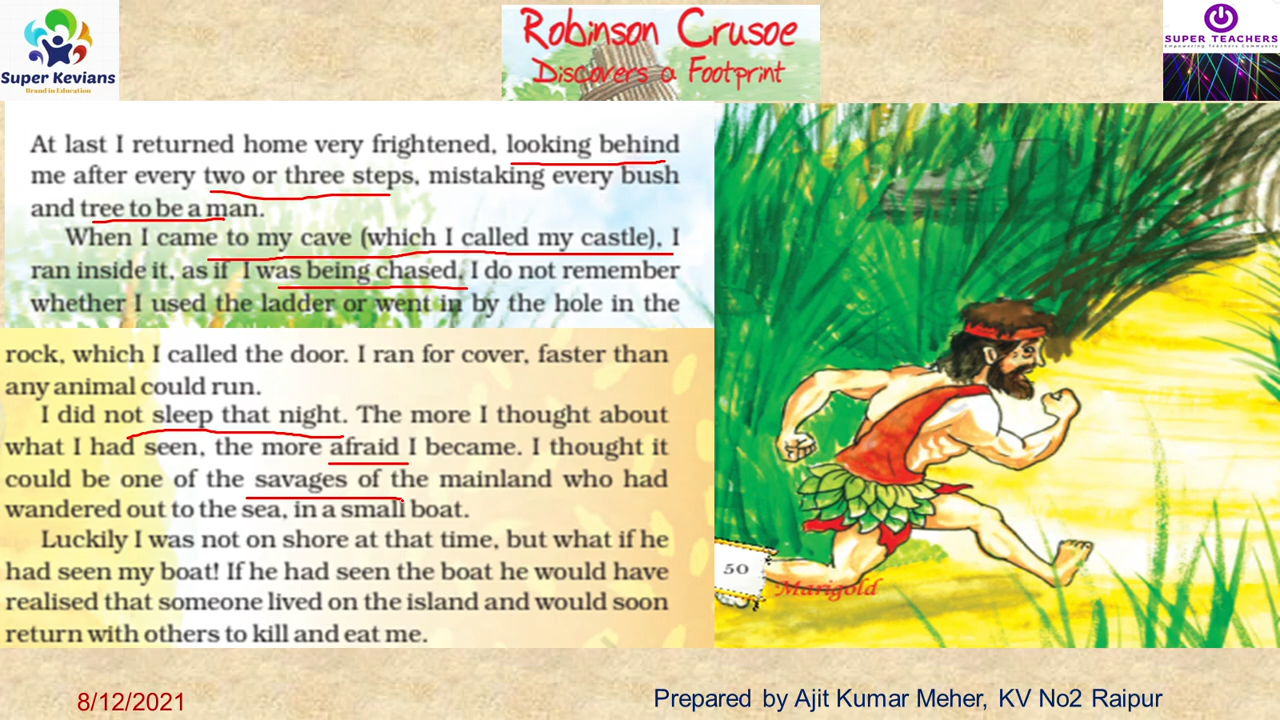 Super Kevians
Brand in Education
Robinson Crusoe
Discovers a Footprint
SUPER TEACHERS
Empowering Teachers Community
At last I returned home very frightened, looking behind
me after every two or three steps, mistaking every bush
and tree to be a man.
When I came to my cave (which I called my castle), I
ran inside it, as if I was being chased. I do not remember
whether I used the ladder or went in by the hole in the
rock, which I called the door. I ran for cover, faster than
any animal could run.
I did not sleep that night. The more I thought about
what I had seen, the more afraid I became. I thought it
could be one of the savages of the mainland who had
wandered out to the sea, in a small boat.
Luckily I was not on shore at that time, but what if he
had seen my boat! If he had seen the boat he would have
realised that someone lived on the island and would soon
return with others to kill and eat me.
50
Marigold
8/12/2021
Prepared by Ajit Kumar Meher, KV No2 Raipur